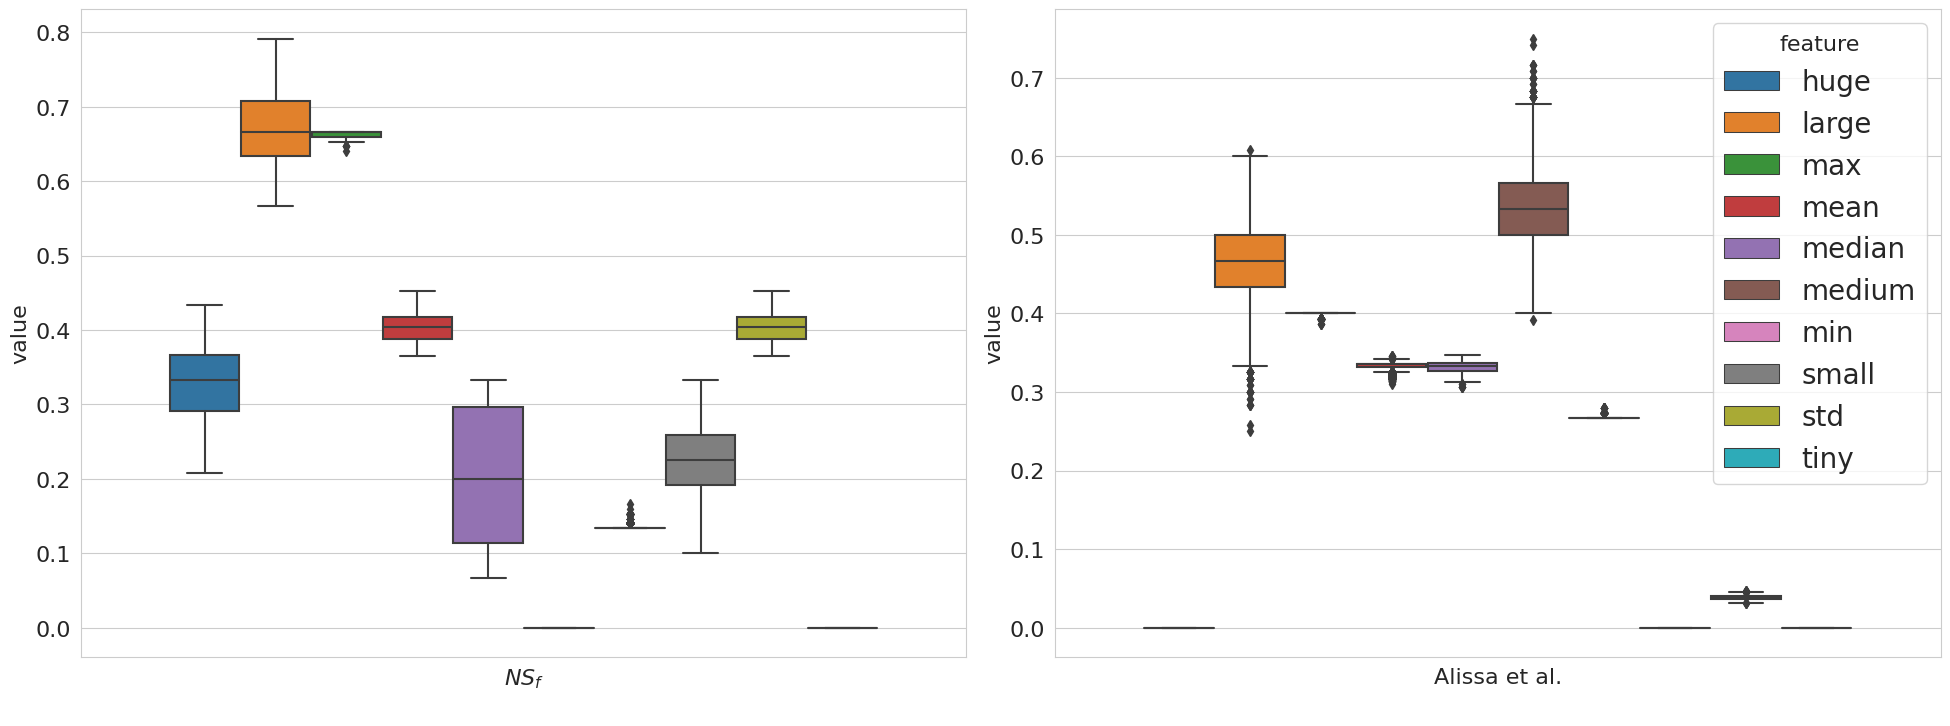 value
0.8
0.7
0.6
0.5
0.4
0.3
0.2
0.1
0.0
NS_f
value
0.7
0.6
0.5
0.4
0.3
0.2
0.1
0.0
Alissa et al.
feature
huge
large
max
mean
median
medium
min
small
std
tiny